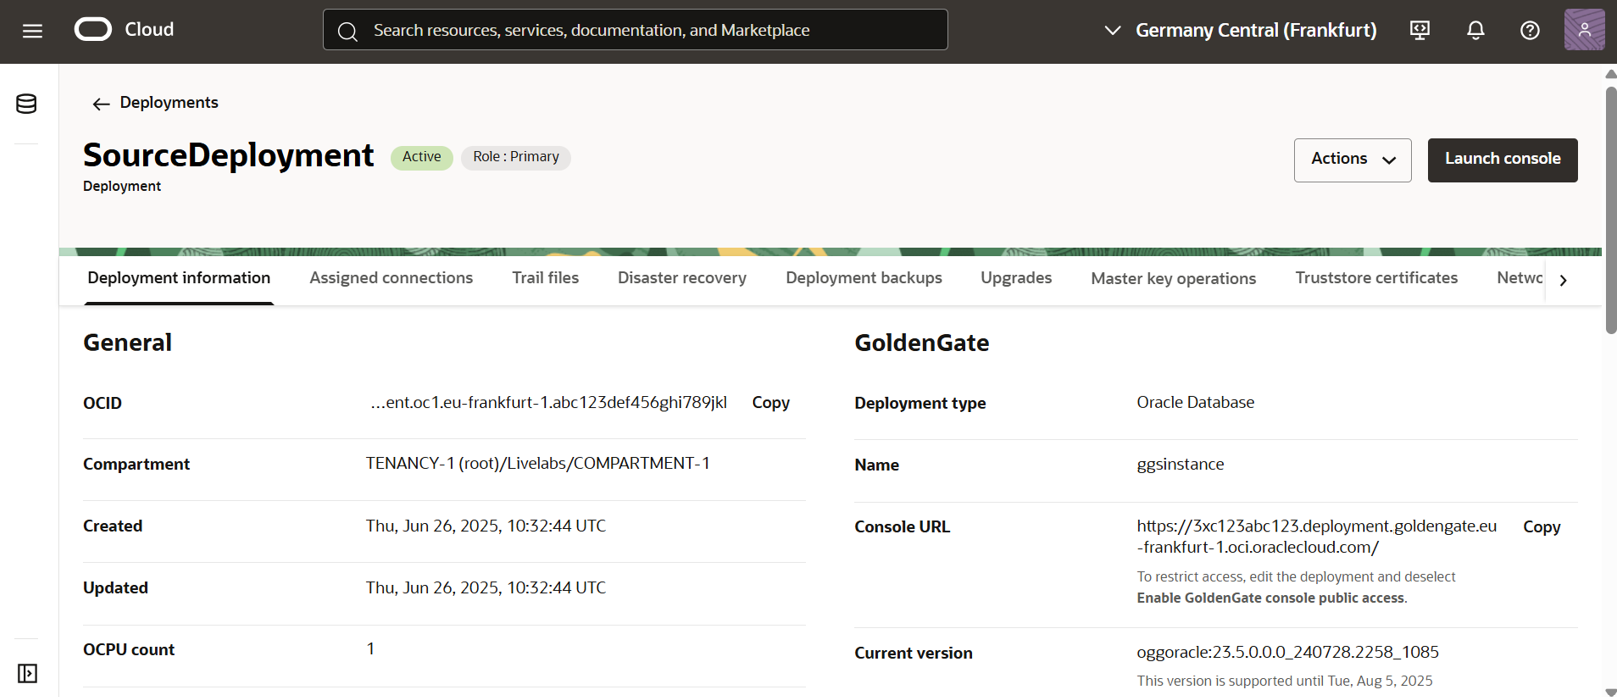 Cloud
Search resources, services, documentation, and Marketplace
Germany Central (Frankfurt)
Deployments
SourceDeployment
Active
Role : Primary
Deployment
Actions
Launch console
Deployment information
Assigned connections
Trail files
Disaster recovery
Deployment backups
Upgrades
Master key operations
Truststore certificates
Netwc
General
OCID
...ent.oc1.eu-frankfurt-1.abc123def456ghi789jkl
Copy
Compartment
TENANCY-1 (root)/Livelabs/COMPARTMENT-1
Created
Thu, Jun 26, 2025, 10:32:44 UTC
Updated
Thu, Jun 26, 2025, 10:32:44 UTC
OCPU count
1
GoldenGate
Deployment type
Oracle Database
Name
ggsinstance
Console URL
https://3xc123abc123.deployment.goldengate.eu
-frankfurt-1.oci.oraclecloud.com/
Copy
To restrict access, edit the deployment and deselect
Enable GoldenGate console public access.
Current version
oggoracle:23.5.0.0.0_240728.2258_1085
This version is supported until Tue, Aug 5, 2025